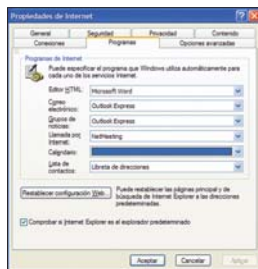 Propiedades de Internet
General Seguridad Privacidad Contenido
Conexiones Programas Opciones avanzadas
Programas de Internet
Puede especificar el programa que Windows utiliza automáticamente para
cada uno de los servicios Internet.
Editor HTML: Microsoft Word
Correo
electrónico: Outlook Express
Grupos de
noticias: Outlook Express
Llamada por
Internet: NetMeeting
Calendario:
Lista de
contactos: Libreta de direcciones
Restablecer configuración Web... Puede restablecer las páginas principal y de
búsqueda de Internet Explorer a las direcciones
predeterminadas.
Comprobar si Internet Explorer es el explorador predeterminado
Aceptar Cancelar Aplicar